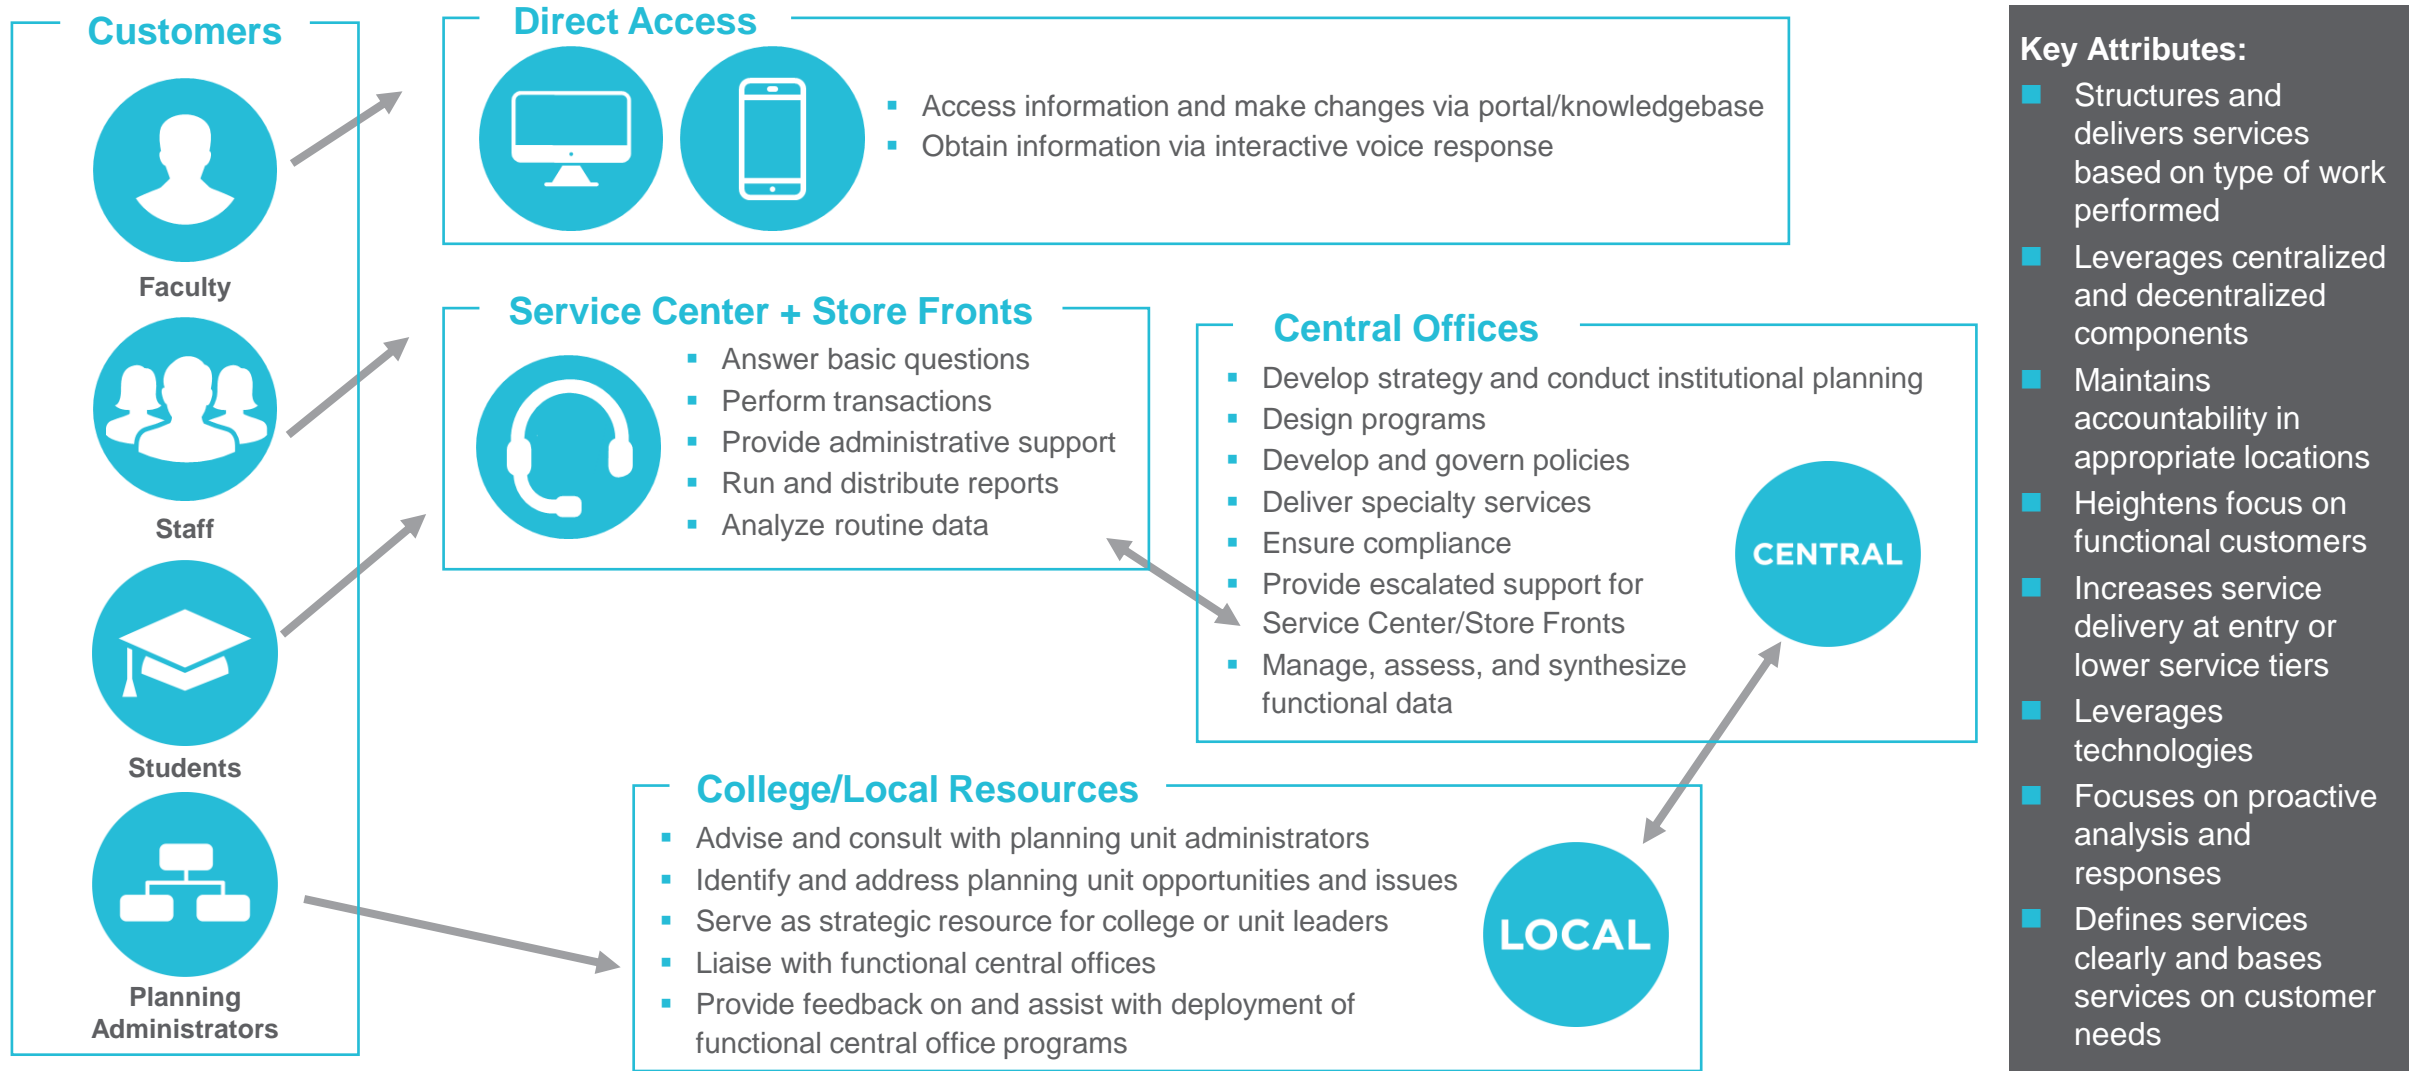 Customers
Faculty
Staff
Students
Planning
Administrators
Direct Access
▪ Access information and make changes via portal/knowledgebase
▪ Obtain information via interactive voice response
Service Center + Store Fronts
▪ Answer basic questions
▪ Perform transactions
▪ Provide administrative support
▪ Run and distribute reports
▪ Analyze routine data
Central Offices
▪ Develop strategy and conduct institutional planning
▪ Design programs
▪ Develop and govern policies
▪ Deliver specialty services
▪ Ensure compliance
▪ Provide escalated support for
Service Center/Store Fronts
▪ Manage, assess, and synthesize
functional data
CENTRAL
College/Local Resources
▪ Advise and consult with planning unit administrators
▪ Identify and address planning unit opportunities and issues
▪ Serve as strategic resource for college or unit leaders
▪ Liaise with functional central offices
▪ Provide feedback on and assist with deployment of
functional central office programs
LOCAL
Key Attributes:
■ Structures and
delivers services
based on type of work
performed
■ Leverages centralized
and decentralized
components
■ Maintains
accountability in
appropriate locations
■ Heightens focus on
functional customers
■ Increases service
delivery at entry or
lower service tiers
■ Leverages
technologies
■ Focuses on proactive
analysis and
responses
■ Defines services
clearly and bases
services on customer
needs